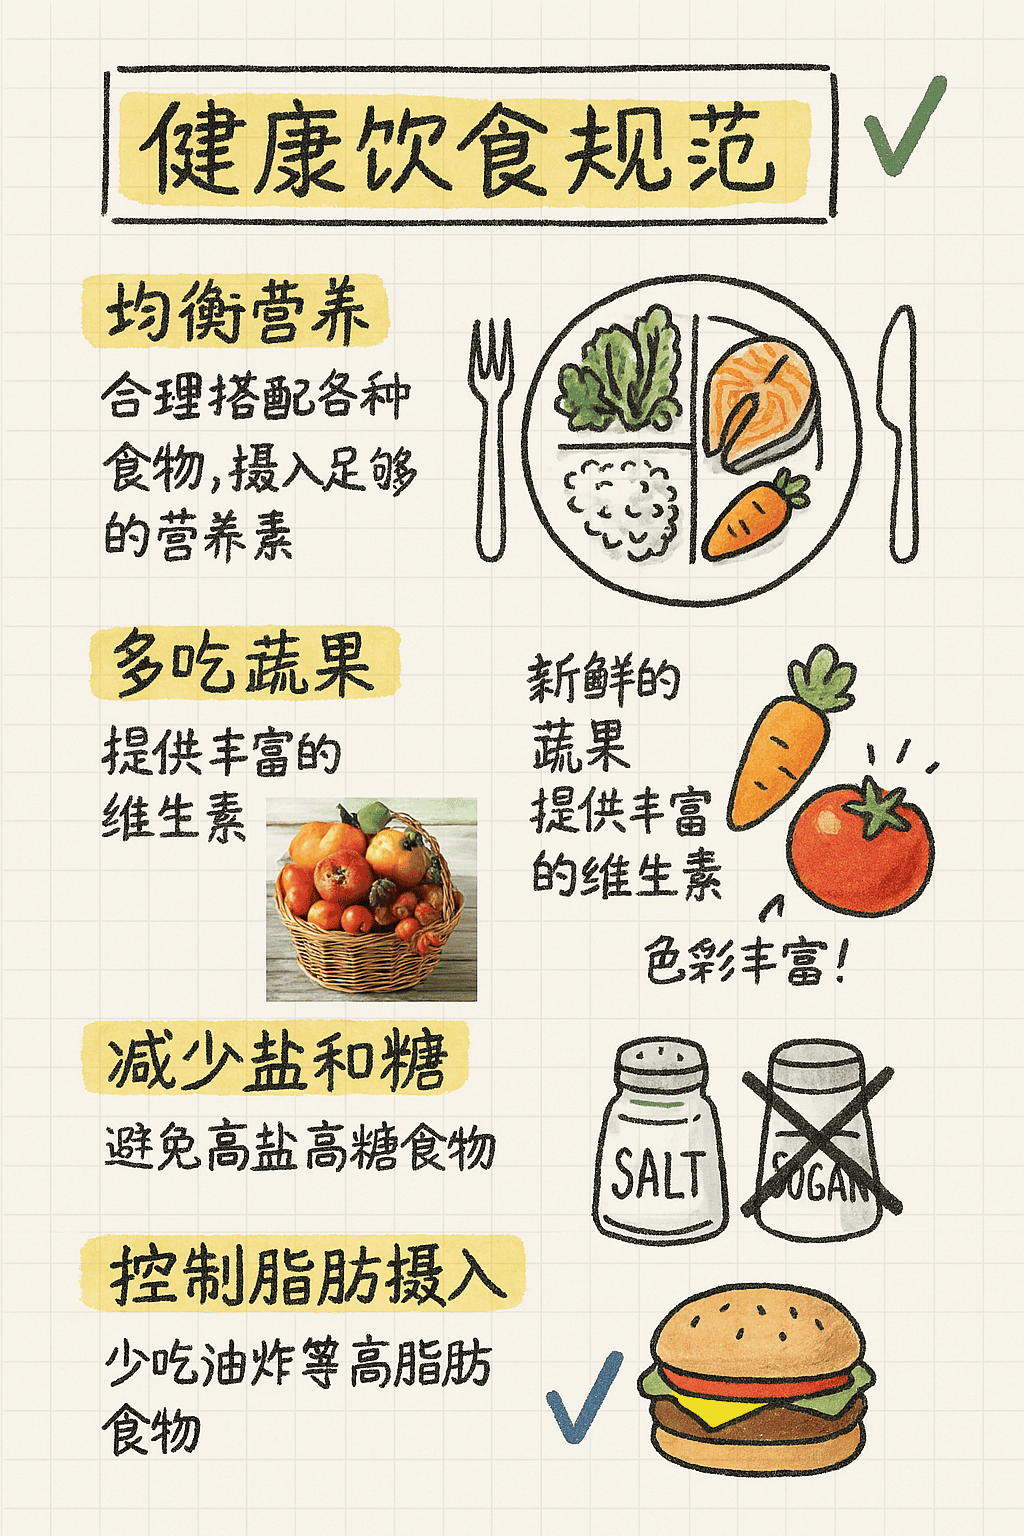 健康饮食规范
均衡营养
合理搭配各种
食物,摄入足够
的营养素
多吃蔬果
提供丰富的
维生素
新鲜的
蔬果
提供丰富
的维生素
色彩丰富!
减少盐和糖
避免高盐高糖食物
SALT
SUGAR
控制脂肪摄入
少吃油炸等高脂肪
食物